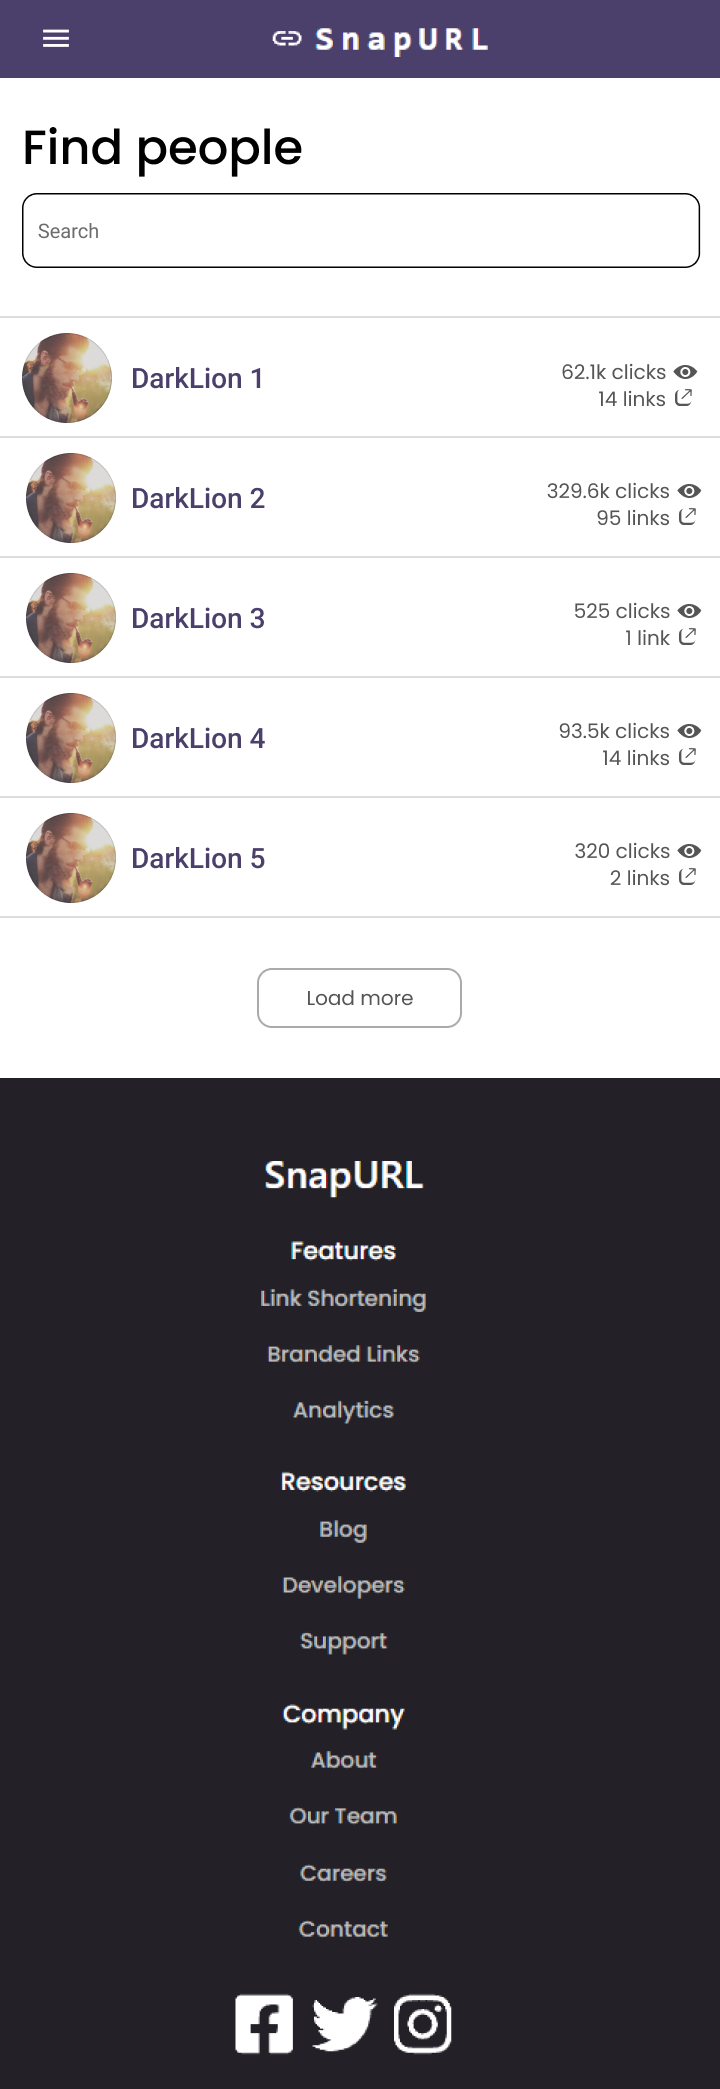 SnapURL
Find people
Search
DarkLion 1
62.1k clicks
14 links
DarkLion 2
329.6k clicks
95 links
DarkLion 3
525 clicks
1 link
DarkLion 4
93.5k clicks
14 links
DarkLion 5
320 clicks
2 links
Load more
SnapURL
Features
Link Shortening
Branded Links
Analytics
Resources
Blog
Developers
Support
Company
About
Our Team
Careers
Contact